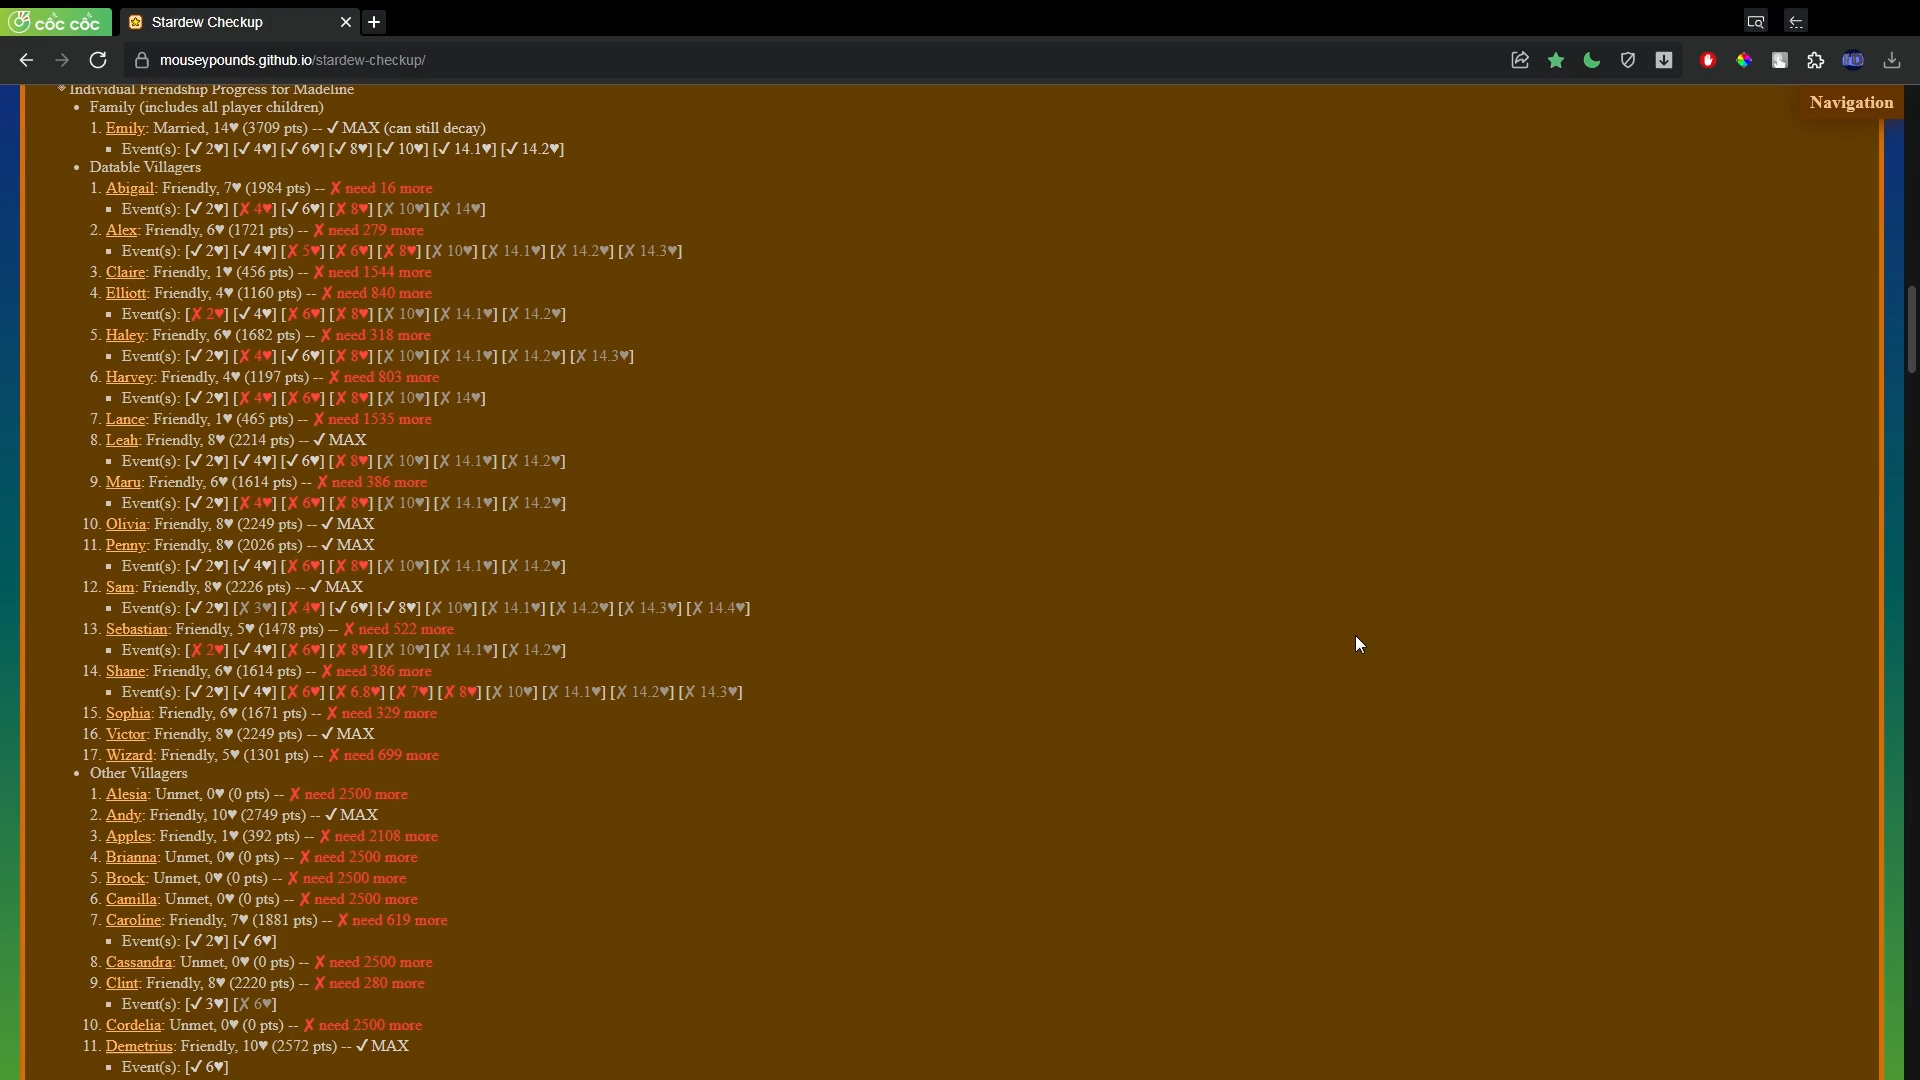 cốc cốc
Stardew Checkup
mouseypounds.github.io/stardew-checkup/
Navigation
Individual Friendship Progress for Madeline
• Family (includes all player children)
1. Emily: Married, 14♥ (3709 pts) -- ✓ MAX (can still decay)
▪ Event(s): [✓ 2♥] [✓ 4♥] [✓ 6♥] [✓ 8♥] [✓ 10♥] [✓ 14.1♥] [✓ 14.2♥]
• Datable Villagers
1. Abigail: Friendly, 7♥ (1984 pts) -- ✗ need 16 more
▪ Event(s): [✓ 2♥] [✗ 4♥] [✓ 6♥] [✗ 8♥] [✗ 10♥] [✗ 14♥]
2. Alex: Friendly, 6♥ (1721 pts) -- ✗ need 279 more
▪ Event(s): [✓ 2♥] [✓ 4♥] [✗ 5♥] [✗ 6♥] [✗ 8♥] [✗ 10♥] [✗ 14.1♥] [✗ 14.2♥] [✗ 14.3♥]
3. Claire: Friendly, 1♥ (456 pts) -- ✗ need 1544 more
4. Elliott: Friendly, 4♥ (1160 pts) -- ✗ need 840 more
▪ Event(s): [✗ 2♥] [✓ 4♥] [✗ 6♥] [✗ 8♥] [✗ 10♥] [✗ 14.1♥] [✗ 14.2♥]
5. Haley: Friendly, 6♥ (1682 pts) -- ✗ need 318 more
▪ Event(s): [✓ 2♥] [✗ 4♥] [✓ 6♥] [✗ 8♥] [✗ 10♥] [✗ 14.1♥] [✗ 14.2♥] [✗ 14.3♥]
6. Harvey: Friendly, 4♥ (1197 pts) -- ✗ need 803 more
▪ Event(s): [✓ 2♥] [✗ 4♥] [✗ 6♥] [✗ 8♥] [✗ 10♥] [✗ 14♥]
7. Lance: Friendly, 1♥ (465 pts) -- ✗ need 1535 more
8. Leah: Friendly, 8♥ (2214 pts) -- ✓ MAX
▪ Event(s): [✓ 2♥] [✓ 4♥] [✓ 6♥] [✗ 8♥] [✗ 10♥] [✗ 14.1♥] [✗ 14.2♥]
9. Maru: Friendly, 6♥ (1614 pts) -- ✗ need 386 more
▪ Event(s): [✓ 2♥] [✗ 4♥] [✗ 6♥] [✗ 8♥] [✗ 10♥] [✗ 14.1♥] [✗ 14.2♥]
10. Olivia: Friendly, 8♥ (2249 pts) -- ✓ MAX
11. Penny: Friendly, 8♥ (2026 pts) -- ✓ MAX
▪ Event(s): [✓ 2♥] [✓ 4♥] [✗ 6♥] [✗ 8♥] [✗ 10♥] [✗ 14.1♥] [✗ 14.2♥]
12. Sam: Friendly, 8♥ (2226 pts) -- ✓ MAX
▪ Event(s): [✓ 2♥] [✗ 3♥] [✗ 4♥] [✓ 6♥] [✓ 8♥] [✗ 10♥] [✗ 14.1♥] [✗ 14.2♥] [✗ 14.3♥] [✗ 14.4♥]
13. Sebastian: Friendly, 5♥ (1478 pts) -- ✗ need 522 more
▪ Event(s): [✗ 2♥] [✓ 4♥] [✗ 6♥] [✗ 8♥] [✗ 10♥] [✗ 14.1♥] [✗ 14.2♥]
14. Shane: Friendly, 6♥ (1614 pts) -- ✗ need 386 more
▪ Event(s): [✓ 2♥] [✓ 4♥] [✗ 6♥] [✗ 6.8♥] [✗ 7♥] [✗ 8♥] [✗ 10♥] [✗ 14.1♥] [✗ 14.2♥] [✗ 14.3♥]
15. Sophia: Friendly, 6♥ (1671 pts) -- ✗ need 329 more
16. Victor: Friendly, 8♥ (2249 pts) -- ✓ MAX
17. Wizard: Friendly, 5♥ (1301 pts) -- ✗ need 699 more
• Other Villagers
1. Alesia: Unmet, 0♥ (0 pts) -- ✗ need 2500 more
2. Andy: Friendly, 10♥ (2749 pts) -- ✓ MAX
3. Apples: Friendly, 1♥ (392 pts) -- ✗ need 2108 more
4. Brianna: Unmet, 0♥ (0 pts) -- ✗ need 2500 more
5. Brock: Unmet, 0♥ (0 pts) -- ✗ need 2500 more
6. Camilla: Unmet, 0♥ (0 pts) -- ✗ need 2500 more
7. Caroline: Friendly, 7♥ (1881 pts) -- ✗ need 619 more
▪ Event(s): [✓ 2♥] [✓ 6♥]
8. Cassandra: Unmet, 0♥ (0 pts) -- ✗ need 2500 more
9. Clint: Friendly, 8♥ (2220 pts) -- ✗ need 280 more
▪ Event(s): [✓ 3♥] [✗ 6♥]
10. Cordelia: Unmet, 0♥ (0 pts) -- ✗ need 2500 more
11. Demetrius: Friendly, 10♥ (2572 pts) -- ✓ MAX
▪ Event(s): [✓ 6♥]